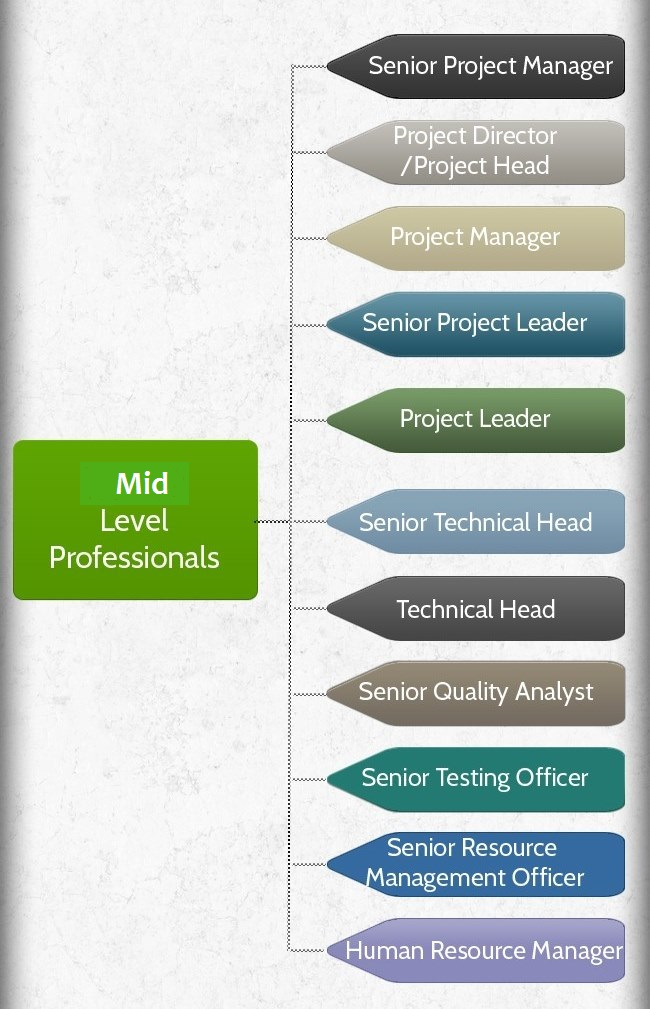 Senior Project Manager
Project Director
/Project Head
Project Manager
Senior Project Leader
Project Leader
Mid
Level
Professionals
Senior Technical Head
Technical Head
Senior Quality Analyst
Senior Testing Officer
Senior Resource
Management Officer
Human Resource Manager